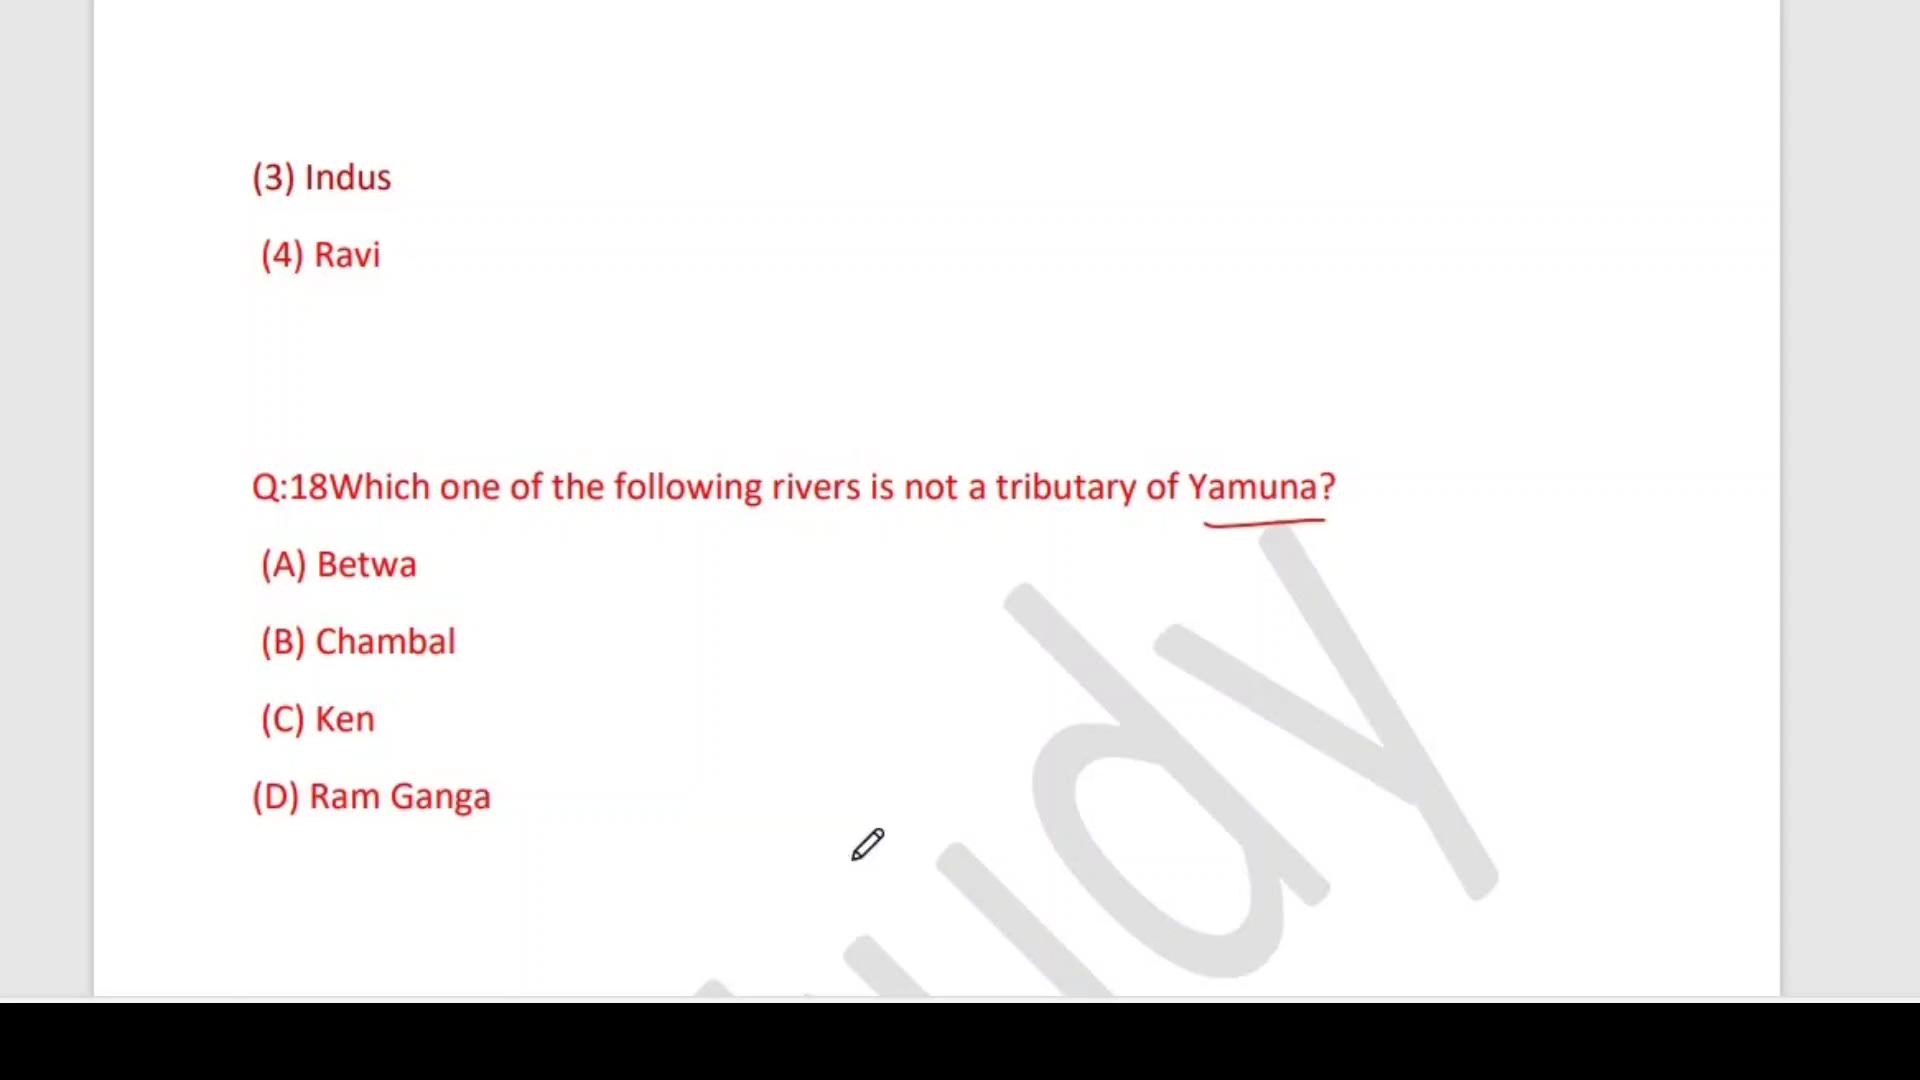 (3) Indus
(4) Ravi
Q:18Which one of the following rivers is not a tributary of Yamuna?
(A) Betwa
(B) Chambal
(C) Ken
(D) Ram Ganga
udy